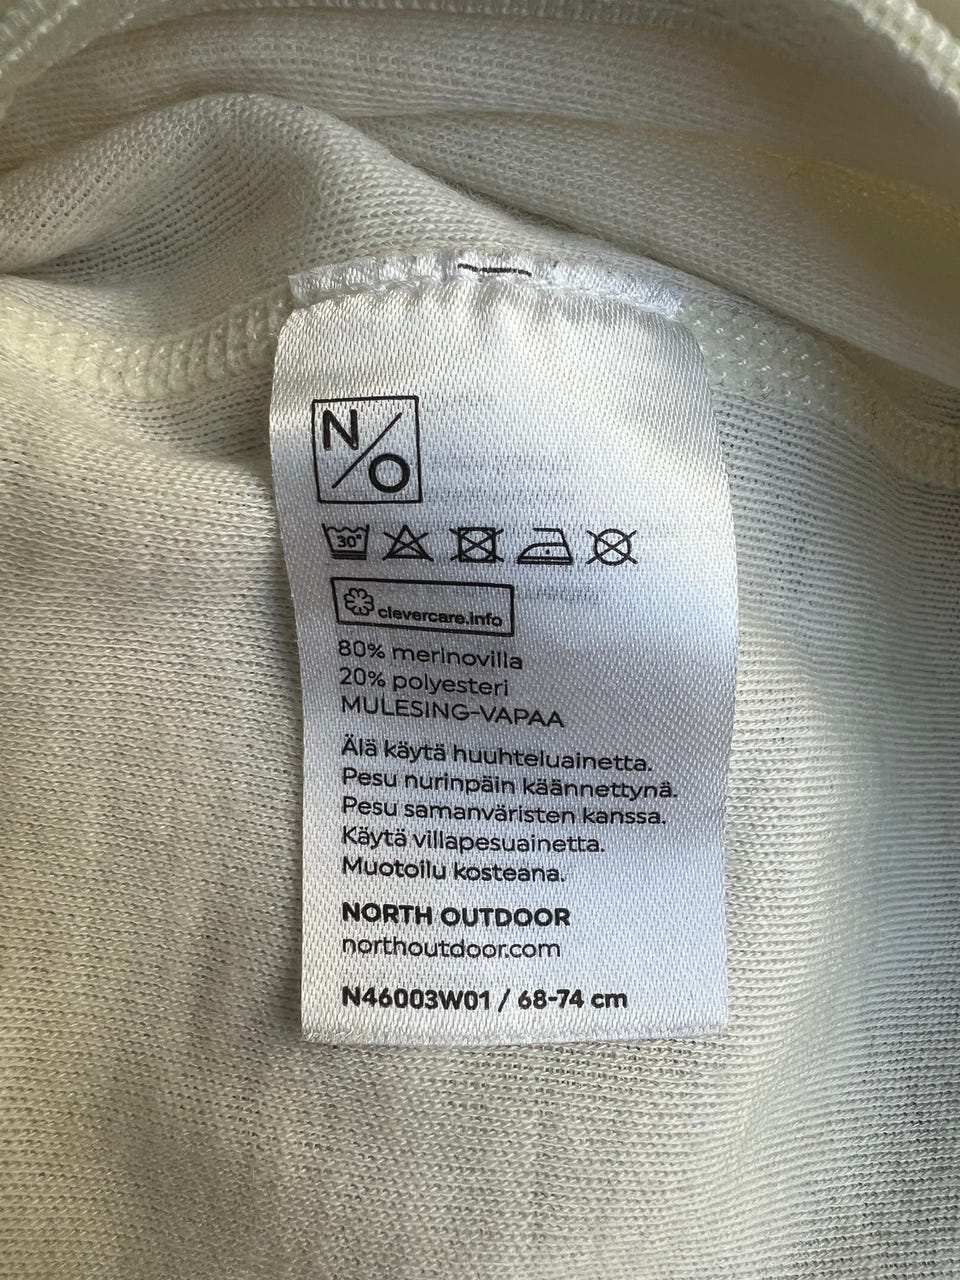 N/O
30°
clevercare.info
80% merinovilla
20% polyesteri
MULESING-VAPAA
Älä käytä huuhteluainetta.
Pesu nurinpäin käännettynä.
Pesu samanväristen kanssa.
Käytä villapesuainetta.
Muotoilu kosteana.
NORTH OUTDOOR
northoutdoor.com
N46003W01 / 68-74 cm